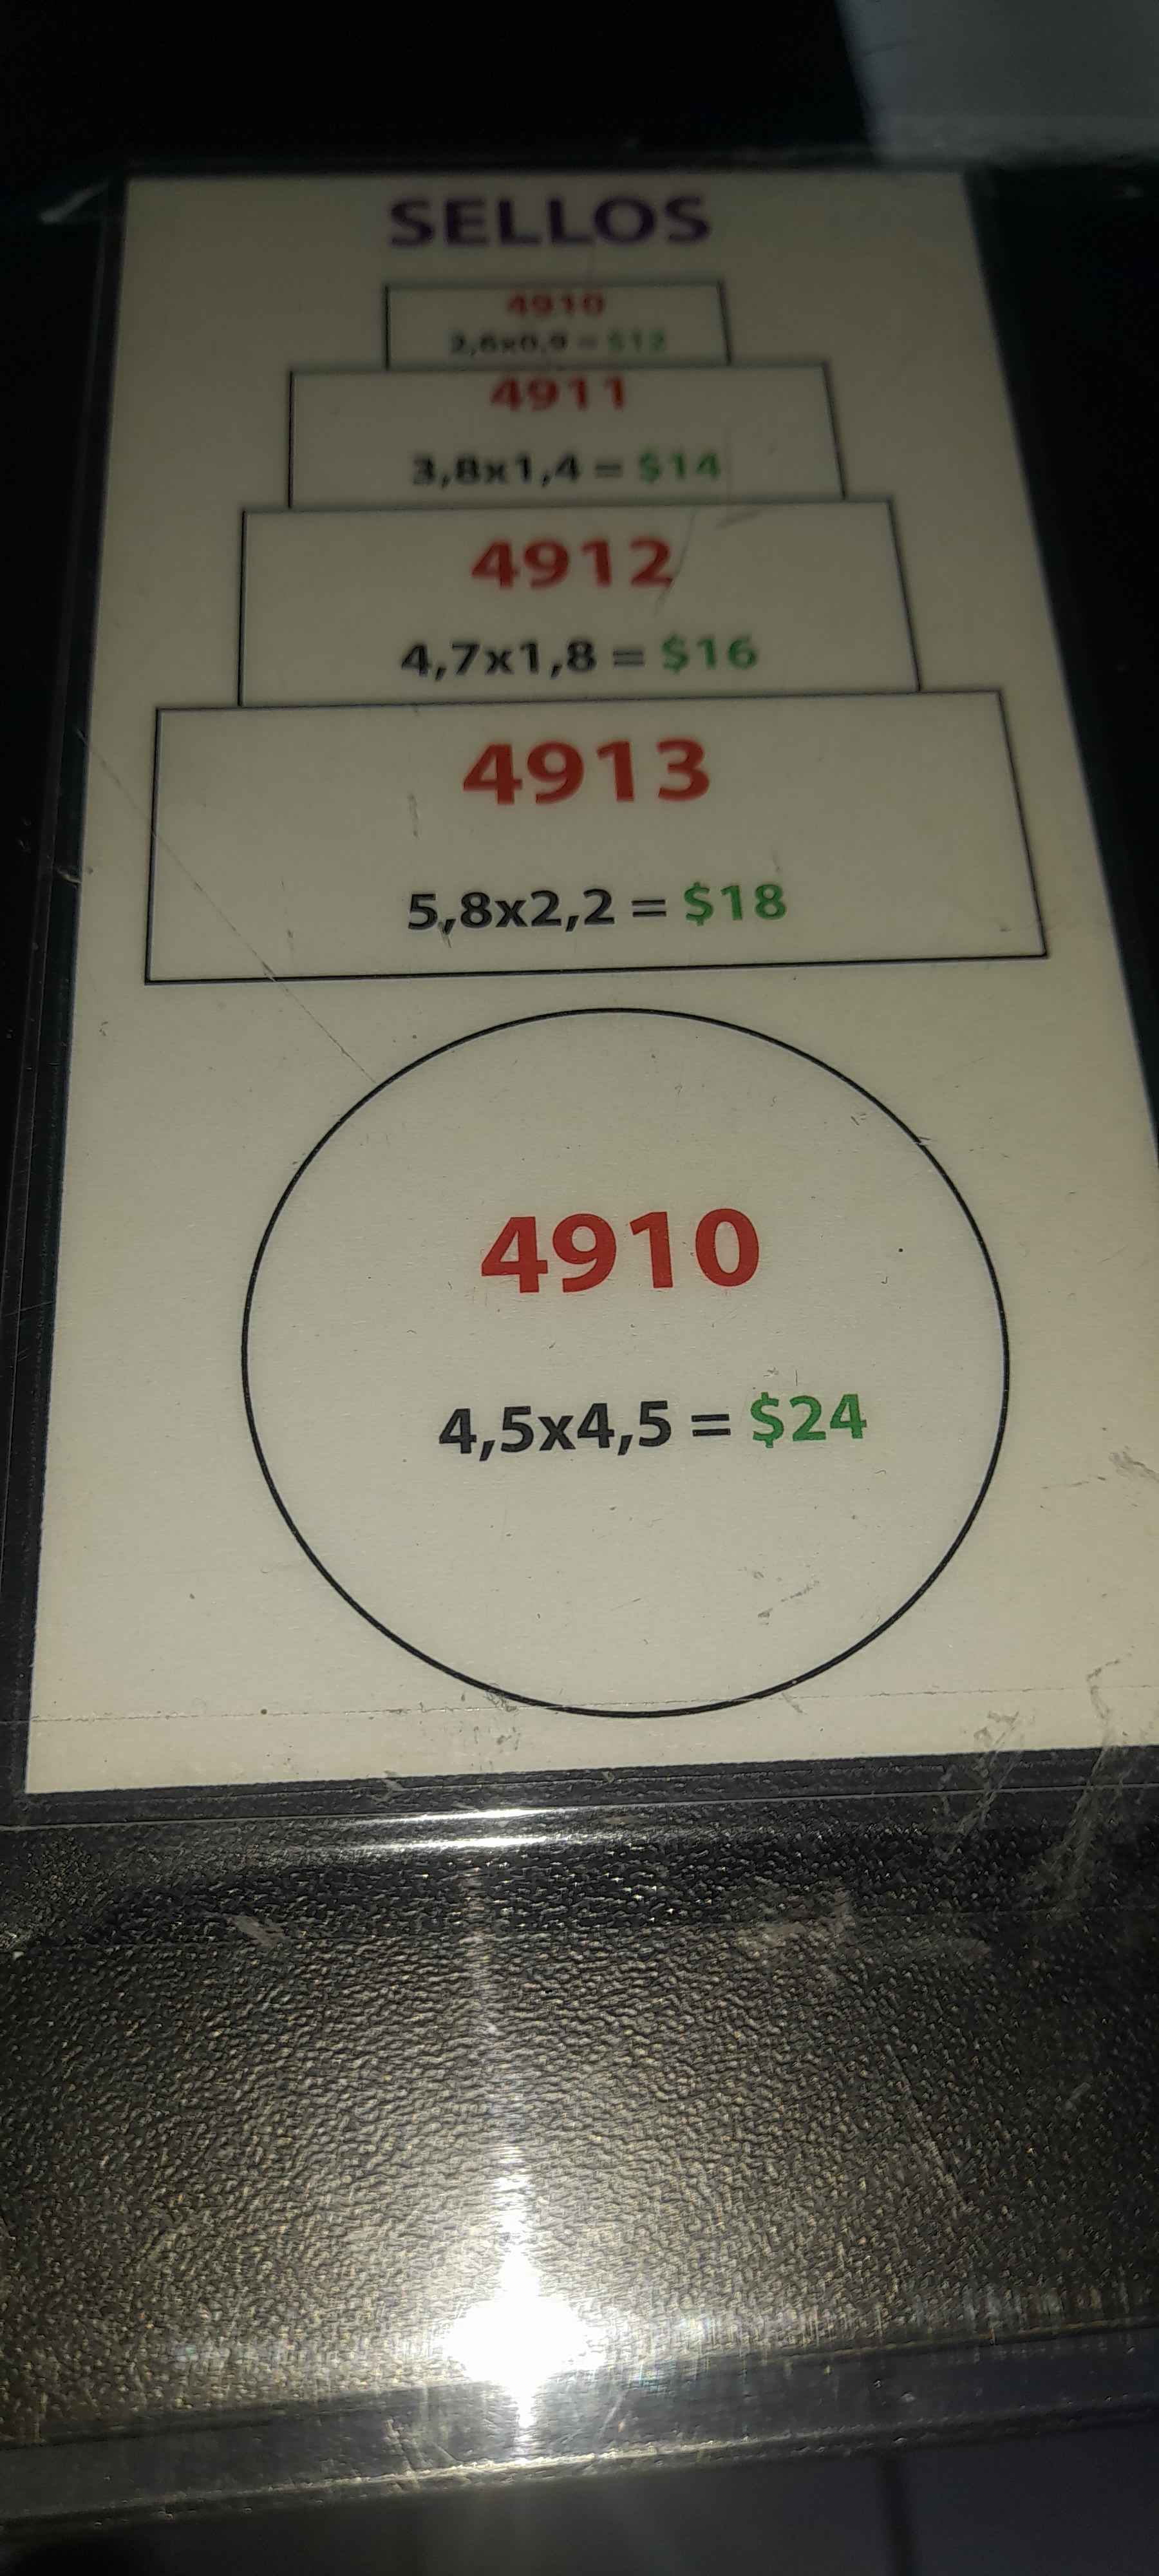 SELLOS
4910
2,6x0,9 = $12
4911
3,8x1,4 = $14
4912
4,7x1,8 = $16
4913
5,8x2,2 = $18
4910
4,5x4,5 = $24